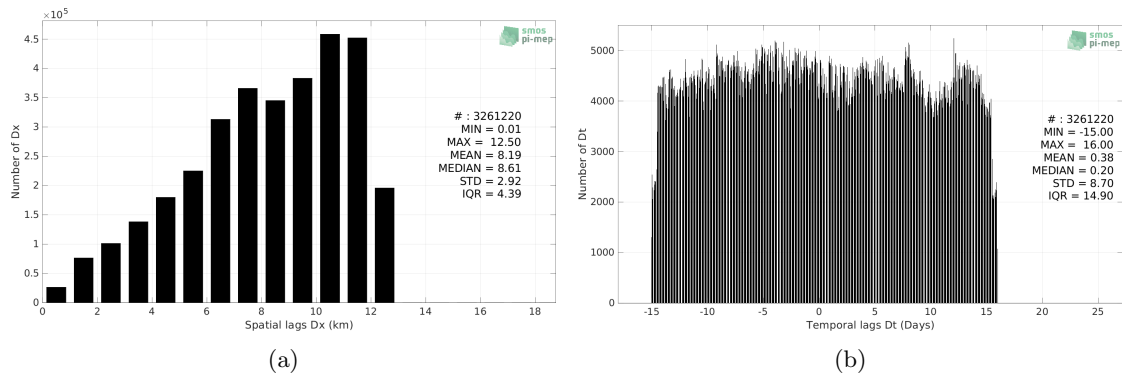 ×10^5
4.5
4
3.5
3
2.5
2
1.5
1
0.5
0
Number of Dx
0 2 4 6 8 10 12 14 16 18
Spatial lags Dx (km)
smos
pi-mep
# : 3261220
MIN = 0.01
MAX = 12.50
MEAN = 8.19
MEDIAN = 8.61
STD = 2.92
IQR = 4.39
(a)
5000
4000
3000
2000
1000
0
Number of Dt
-15 -10 -5 0 5 10 15 20 25
Temporal lags Dt (Days)
smos
pi-mep
# : 3261220
MIN = -15.00
MAX = 16.00
MEAN = 0.38
MEDIAN = 0.20
STD = 8.70
IQR = 14.90
(b)